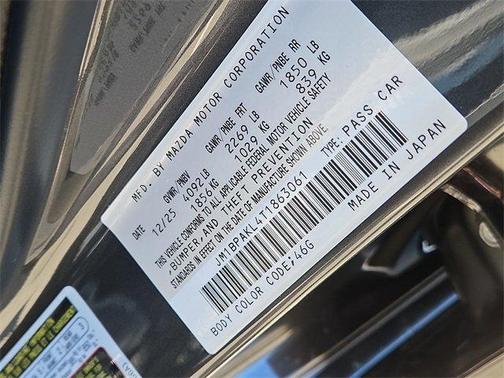 MFD. BY MAZDA MOTOR CORPORATION
12/25 GVWR/PNBV GAWR/PNBE FRT GAWR/PNBE RR
4092 LB 2269 LB 1850 LB
1856KG 1029 KG 839 KG
THIS VEHICLE CONFORMS TO ALL APPLICABLE FEDERAL MOTOR VEHICLE SAFETY
,BUMPER,AND THEFT PREVENTION
STANDARDS IN EFFECT ON THE DATE OF MANUFACTURE SHOWN ABOVE.
JM1BPAKL4T1863061 TYPE: PASS CAR
BODY COLOR CODE;46G MADE IN JAPAN